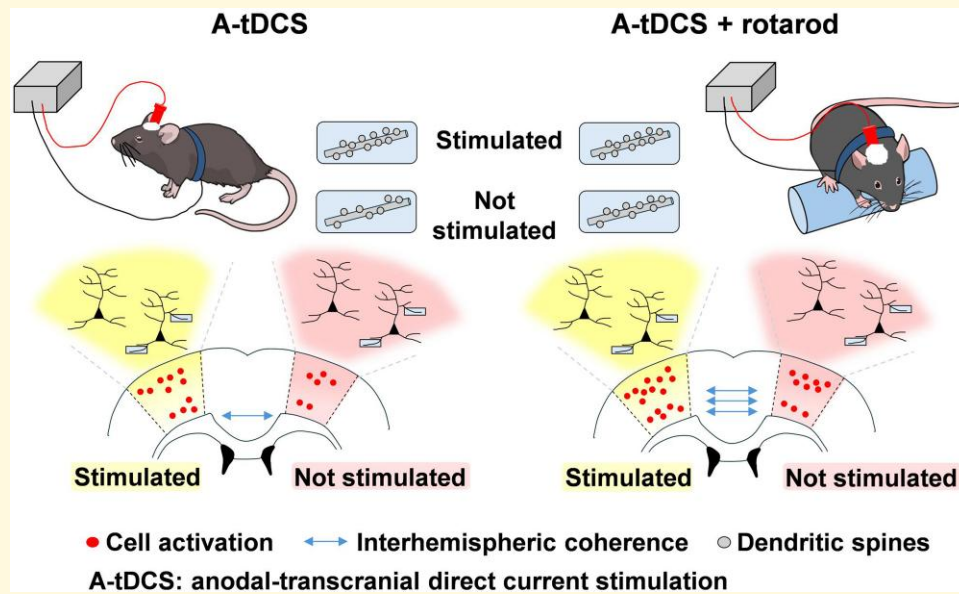 A-tDCS
A-tDCS + rotarod
Stimulated
Not
stimulated
Stimulated
Not stimulated
Stimulated
Not stimulated
Cell activation
Interhemispheric coherence
Dendritic spines
A-tDCS: anodal-transcranial direct current stimulation